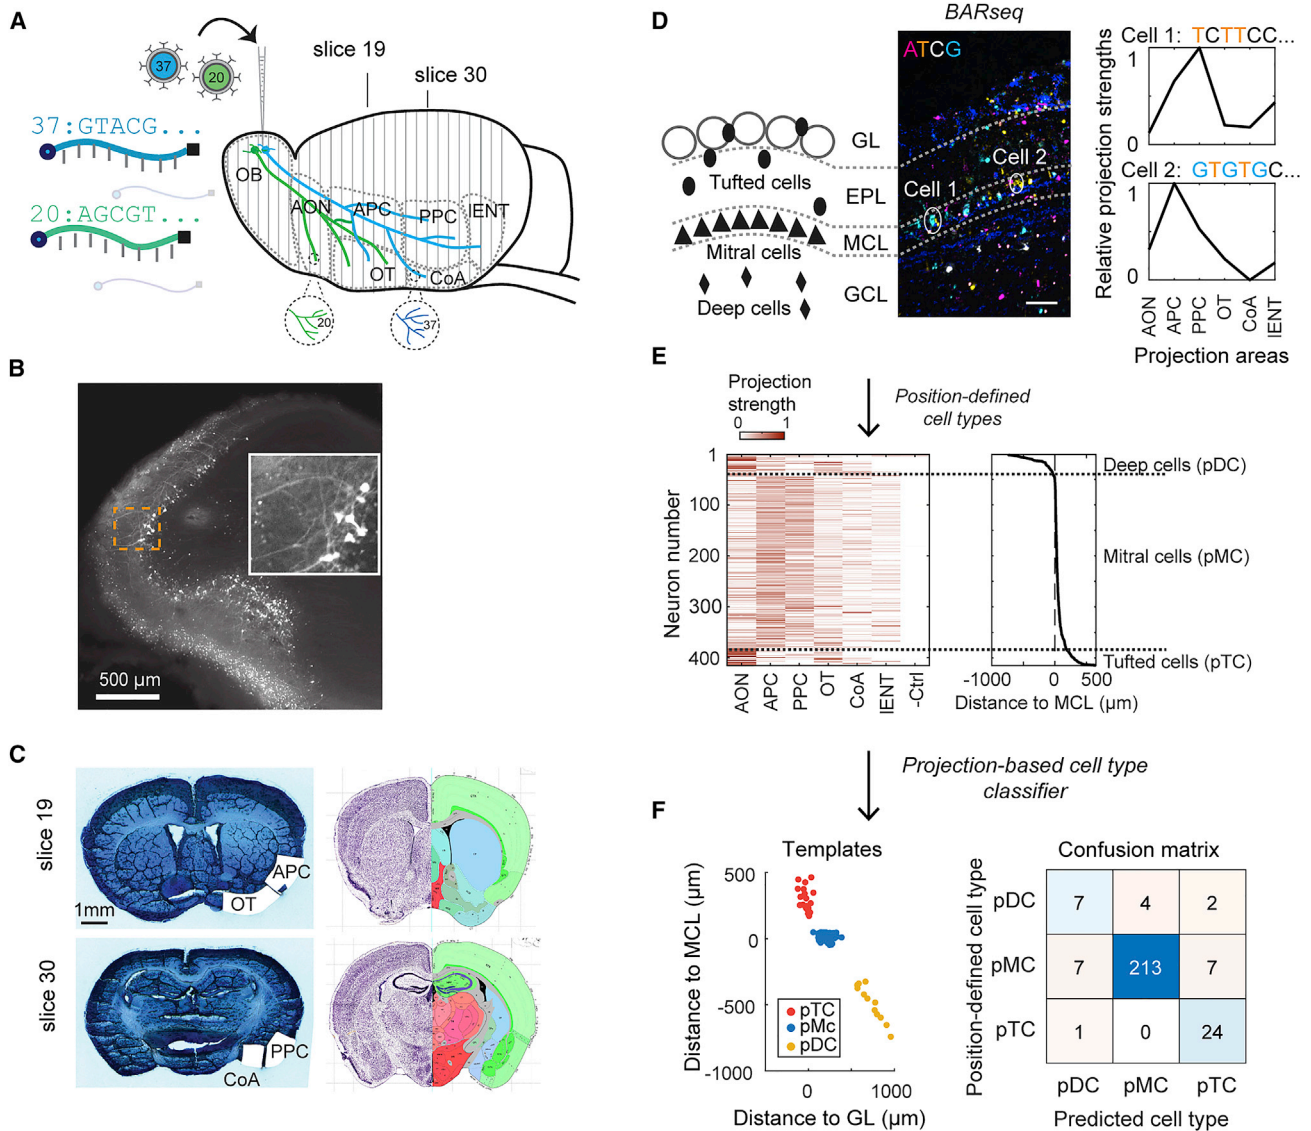 A
slice 19
slice 30
37
20
37:GTACG...
20:AGCGT...
OB
AON
APC
PPC
lENT
OT
CoA
20
37
B
500 µm
C
slice 19
APC
OT
1mm
slice 30
PPC
CoA
D
BARseq
ATCG
GL
Tufted cells
EPL
MCL
Mitral cells
GCL
Deep cells
Cell 2
Cell 1
Cell 1: TCTTCC...
1
0
Cell 2: GTGTGC...
1
0
Relative projection strengths
AON
APC
PPC
OT
CoA
lENT
Projection areas
E
Projection
strength
0 1
Position-defined
cell types
1
100
200
300
400
Neuron number
AON
APC
PPC
OT
CoA
lENT
-Ctrl
Deep cells (pDC)
Mitral cells (pMC)
Tufted cells (pTC)
-1000 0 500
Distance to MCL (µm)
Projection-based cell type
classifier
F
Templates
500
0
-500
-1000
Distance to MCL (µm)
pTC
pMc
pDC
0 1000
Distance to GL (µm)
Confusion matrix
Position-defined cell type
pDC 7 4 2
pMC 7 213 7
pTC 1 0 24
pDC pMC pTC
Predicted cell type